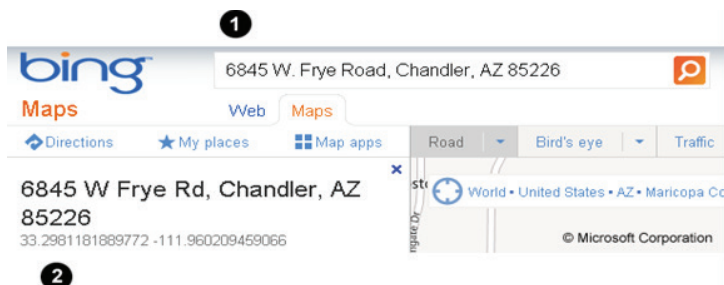 1
bing™
6845 W. Frye Road, Chandler, AZ 85226
Maps
Web Maps
Directions My places Map apps Road Bird's eye Traffic
6845 W Frye Rd, Chandler, AZ
85226
33.2981181889772 -111.960209459066
World • United States • AZ • Maricopa Co
© Microsoft Corporation
2